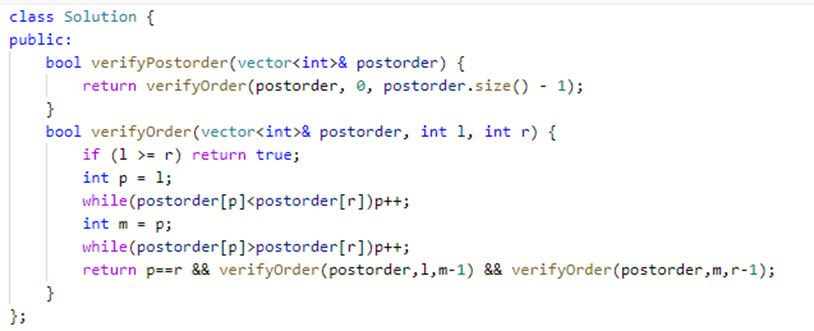 class Solution {
public:
    bool verifyPostorder(vector<int>& postorder) {
        return verifyOrder(postorder, 0, postorder.size() - 1);
    }
    bool verifyOrder(vector<int>& postorder, int l, int r) {
        if (l >= r) return true;
        int p = l;
        while(postorder[p]<postorder[r])p++;
        int m = p;
        while(postorder[p]>postorder[r])p++;
        return p==r && verifyOrder(postorder,l,m-1) && verifyOrder(postorder,m,r-1);
    }
};